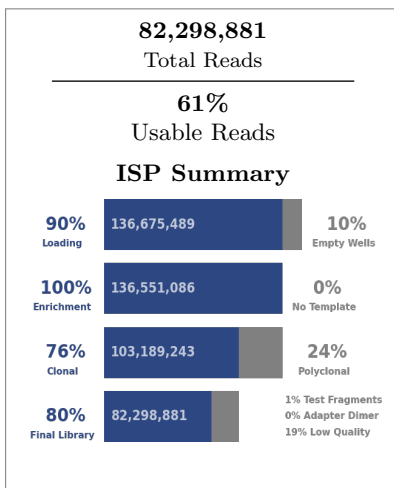 82,298,881
Total Reads
61%
Usable Reads
ISP Summary
90%
Loading
136,675,489
10%
Empty Wells
100%
Enrichment
136,551,086
0%
No Template
76%
Clonal
103,189,243
24%
Polyclonal
80%
Final Library
82,298,881
1% Test Fragments
0% Adapter Dimer
19% Low Quality